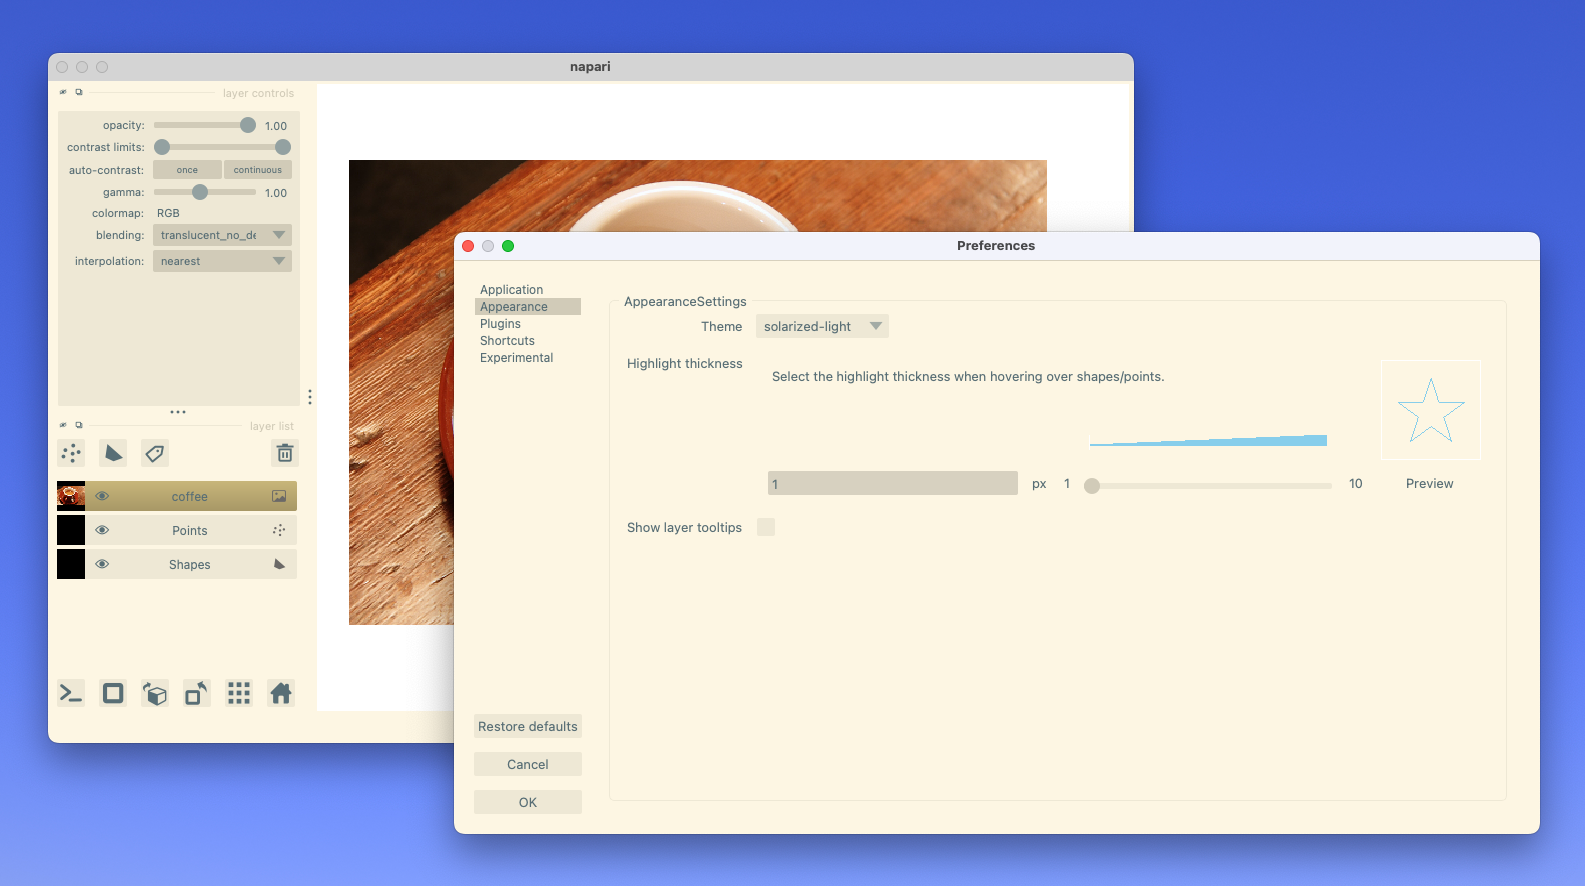 napari
layer controls
opacity: 1.00
contrast limits:
auto-contrast: once continuous
gamma: 1.00
colormap: RGB
blending: translucent_no_de
interpolation: nearest
layer list
coffee
Points
Shapes
Preferences
Application
Appearance
Plugins
Shortcuts
Experimental
Restore defaults
Cancel
OK
AppearanceSettings
Theme solarized-light
Highlight thickness
Select the highlight thickness when hovering over shapes/points.
1 px 1 10 Preview
Show layer tooltips